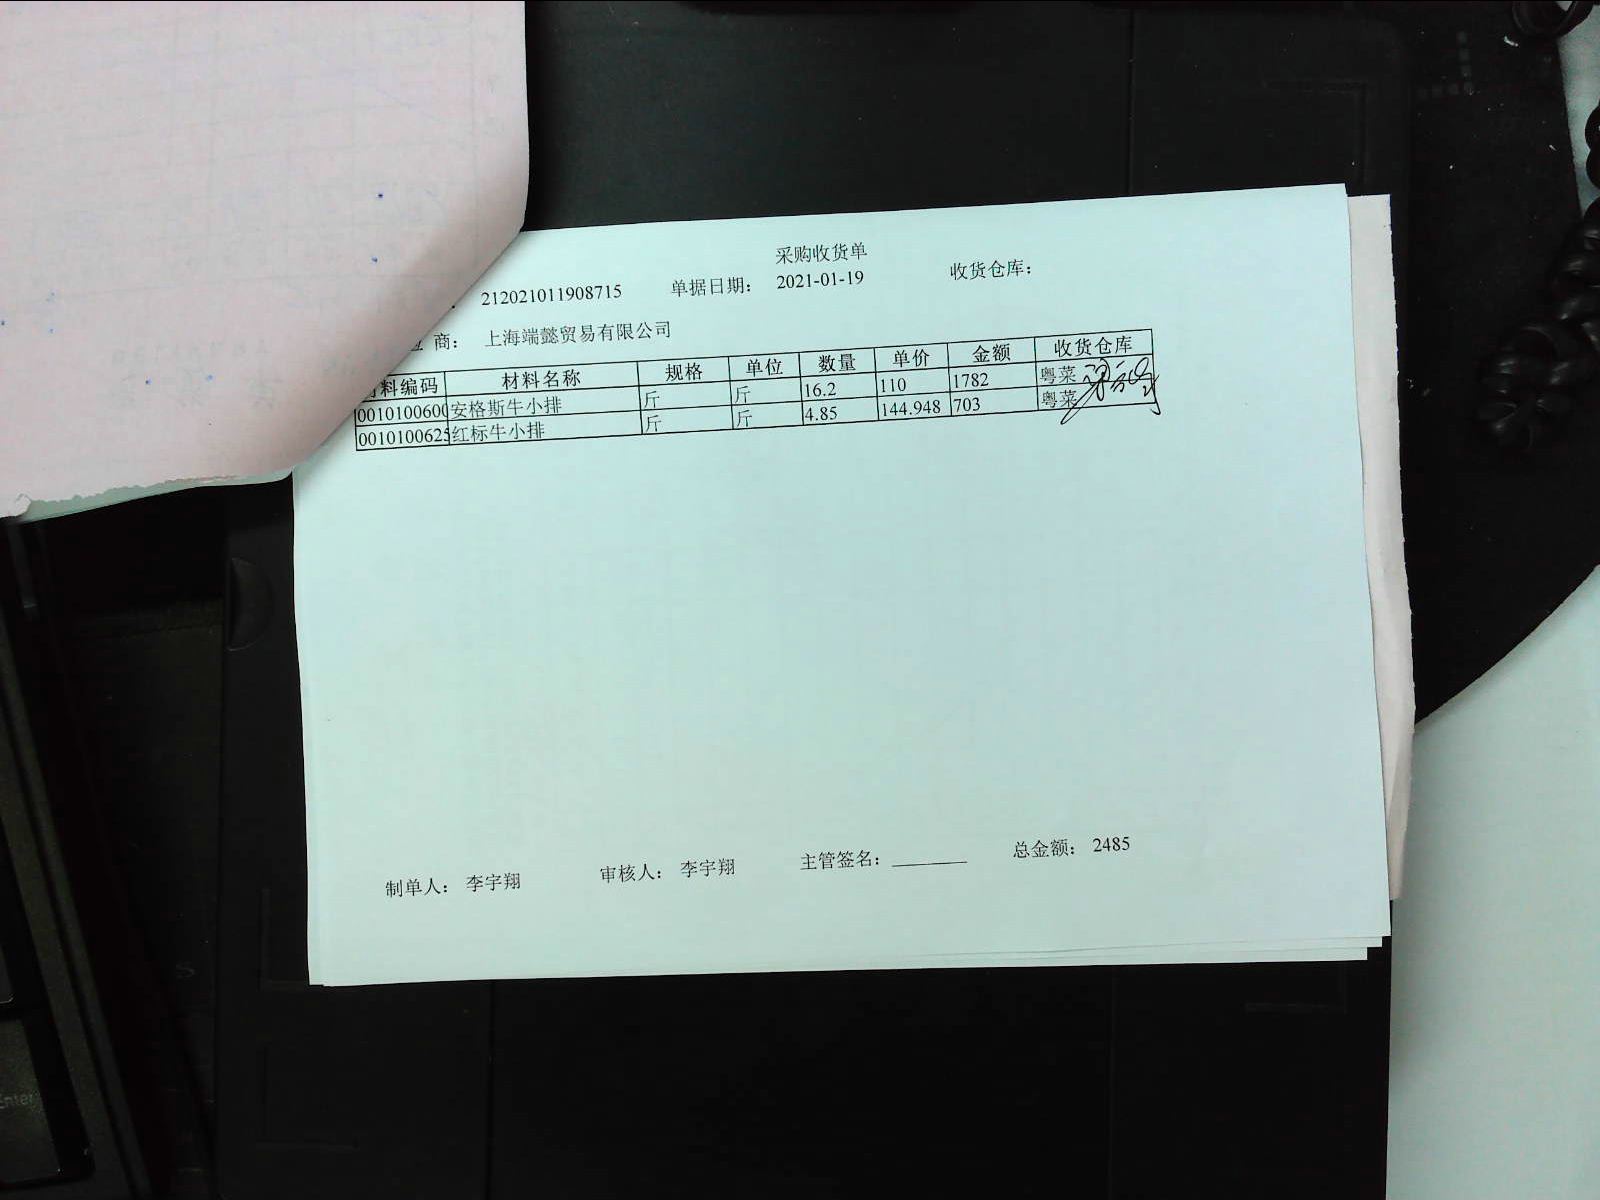 采购收货单
212021011908715 单据日期： 2021-01-19 收货仓库：
商： 上海端懿贸易有限公司
料编码 材料名称 规格 单位 数量 单价 金额 收货仓库
0010100600 安格斯牛小排 斤 斤 16.2 110 1782 粤菜
0010100625 红标牛小排 斤 斤 4.85 144.948 703 粤菜
制单人： 李宇翔 审核人： 李宇翔 主管签名： 总金额： 2485
Enter